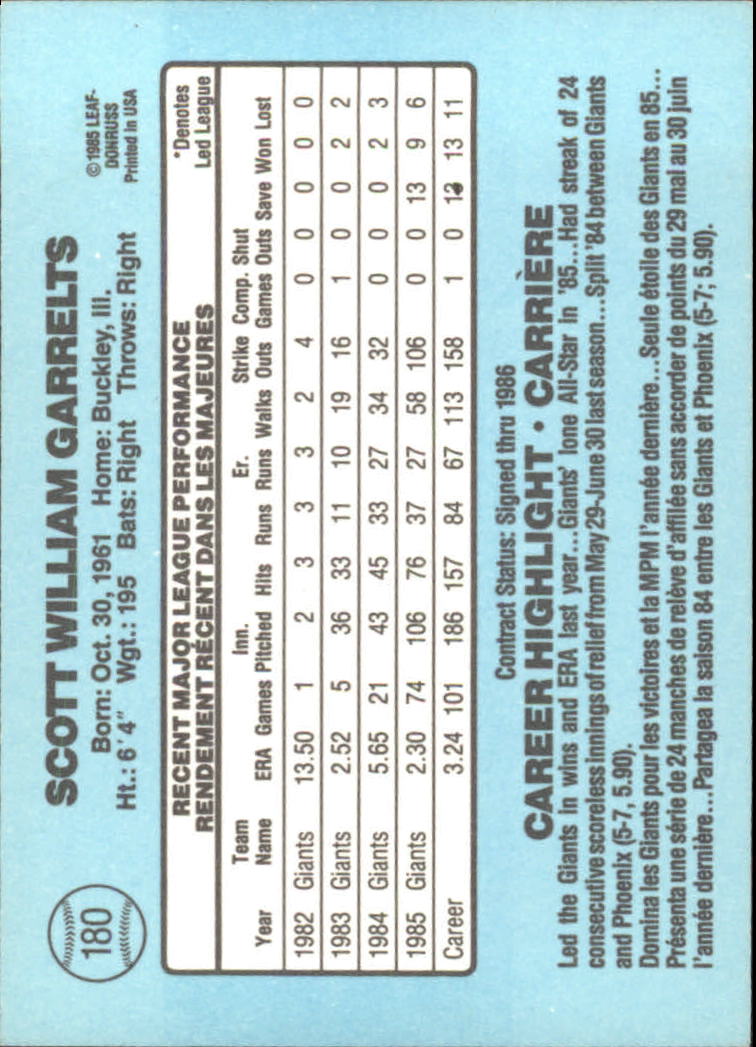 180
SCOTT WILLIAM GARRELTS
Born: Oct. 30, 1961 Home: Buckley, Ill.
Ht.: 6'4" Wgt.: 195 Bats: Right Throws: Right
©1985 LEAF-
DONRUSS
Printed In USA
RECENT MAJOR LEAGUE PERFORMANCE
RENDEMENT RÉCENT DANS LES MAJEURES
*Denotes
Led League
Team Inn. Er. Strike Comp. Shut
Year Name ERA Games Pitched Hits Runs Runs Walks Outs Games Outs Save Won Lost
1982 Giants 13.50 1 2 3 3 3 2 4 0 0 0 0 0
1983 Giants 2.52 5 36 33 11 10 19 16 1 0 0 2 2
1984 Giants 5.65 21 43 45 33 27 34 32 0 0 0 2 3
1985 Giants 2.30 74 106 76 37 27 58 106 0 0 13 9 6
Career 3.24 101 186 157 84 67 113 158 1 0 13 13 11
Contract Status: Signed thru 1986
CAREER HIGHLIGHT • CARRIÈRE
Led the Giants in wins and ERA last year...Giants' lone All-Star in '85...Had streak of 24
consecutive scoreless innings of relief from May 29-June 30 last season...Split '84 between Giants
and Phoenix (5-7, 5.90).
Domina les Giants pour les victoires et la MPM l'année dernière...Seule étoile des Giants en 85...
Présenta une série de 24 manches de relève d'affilée sans accorder de points du 29 mai au 30 juin
l'année dernière...Partagea la saison 84 entre les Giants et Phoenix (5-7; 5.90).